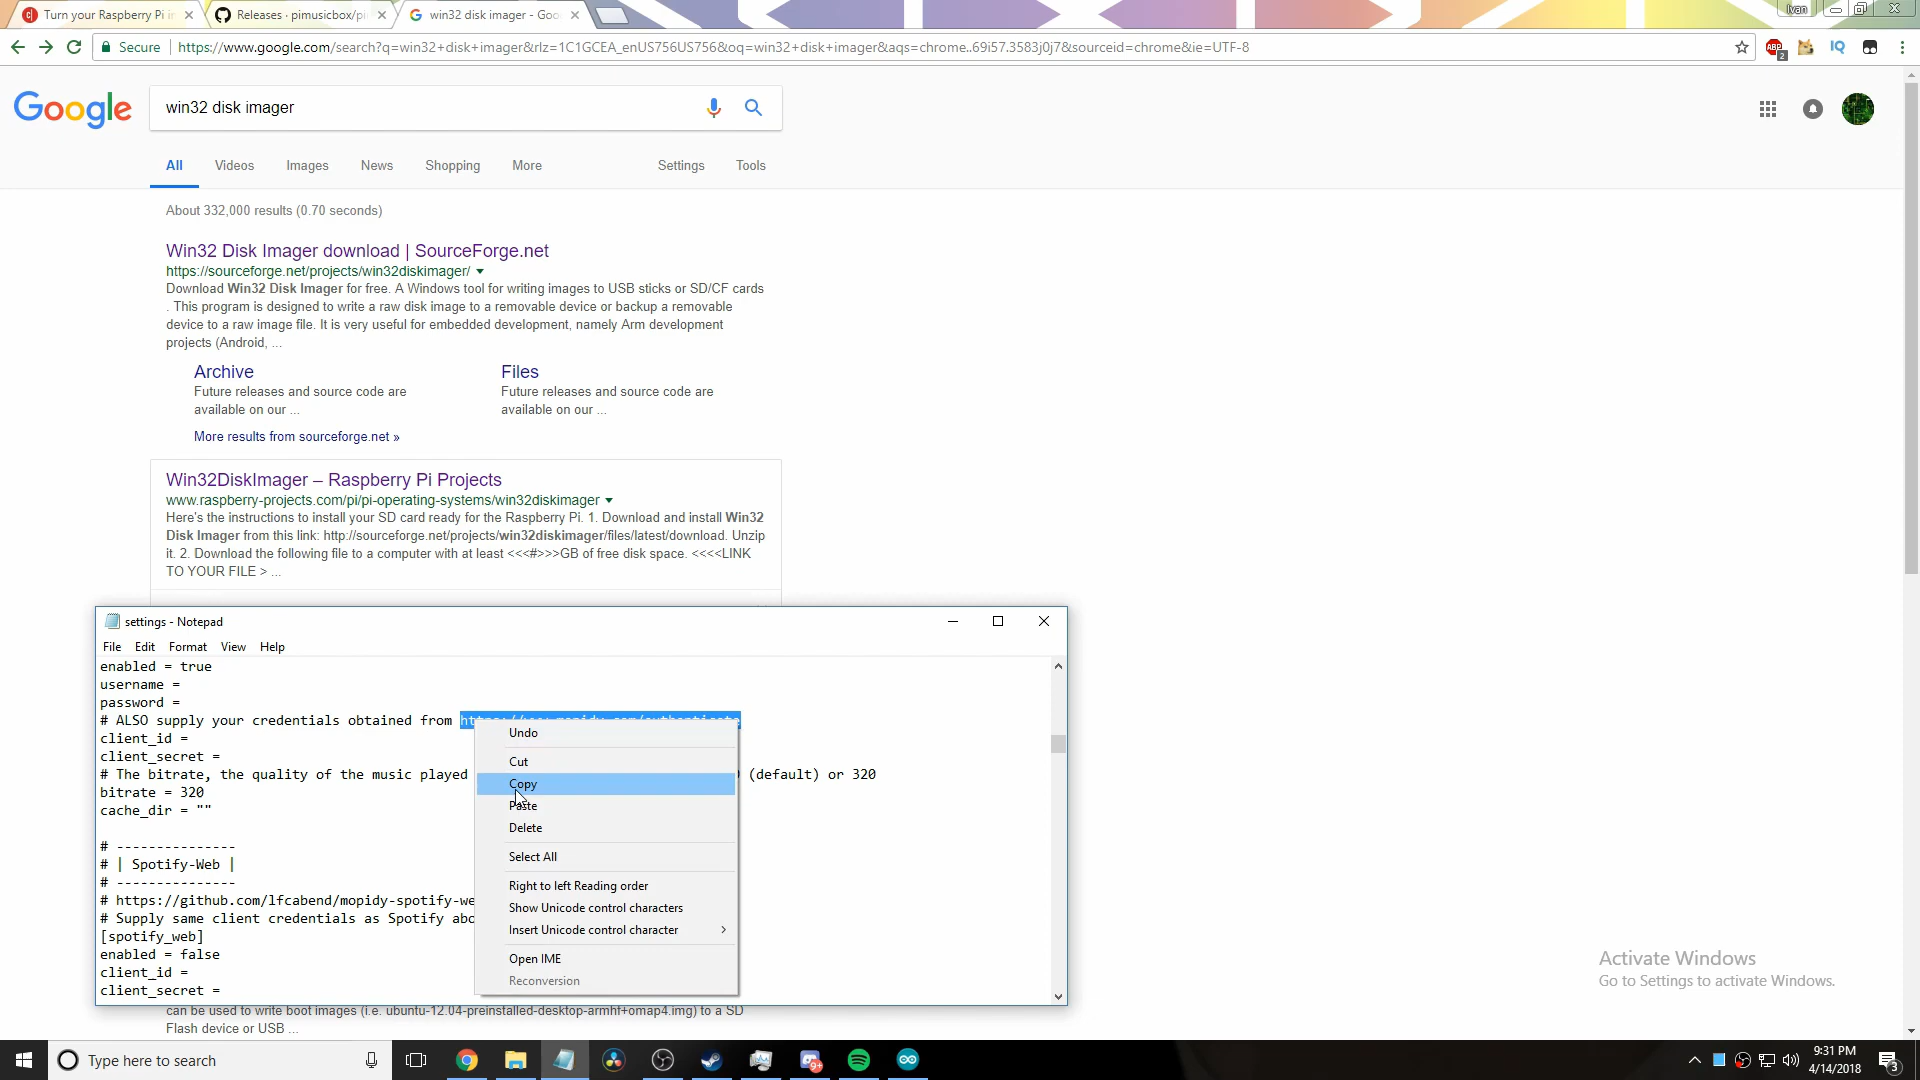 Turn your Raspberry Pi in
Releases · pimusicbox/pi
win32 disk imager - Goo
Ivan
Secure
https://www.google.com/search?q=win32+disk+imager&rlz=1C1GCEA_enUS756US756&oq=win32+disk+imager&aqs=chrome..69i57.3583j0j7&sourceid=chrome&ie=UTF-8
ABP
2
IQ
Google
win32 disk imager
All
Videos
Images
News
Shopping
More
Settings
Tools
About 332,000 results (0.70 seconds)
Win32 Disk Imager download | SourceForge.net
https://sourceforge.net/projects/win32diskimager/
Download Win32 Disk Imager for free. A Windows tool for writing images to USB sticks or SD/CF cards
. This program is designed to write a raw disk image to a removable device or backup a removable
device to a raw image file. It is very useful for embedded development, namely Arm development
projects (Android, ...
Archive
Future releases and source code are
available on our ...
Files
Future releases and source code are
available on our ...
More results from sourceforge.net »
Win32DiskImager – Raspberry Pi Projects
www.raspberry-projects.com/pi/pi-operating-systems/win32diskimager
Here's the instructions to install your SD card ready for the Raspberry Pi. 1. Download and install Win32
Disk Imager from this link: http://sourceforge.net/projects/win32diskimager/files/latest/download. Unzip
it. 2. Download the following file to a computer with at least <<<#>>>GB of free disk space. <<<<LINK
TO YOUR FILE > ...
settings - Notepad
File Edit Format View Help
enabled = true
username =
password =
# ALSO supply your credentials obtained from https://www.mopidy.com/authenticate
client_id =
client_secret =
# The bitrate, the quality of the music played (default) or 320
bitrate = 320
cache_dir = ""
# ---------------
# | Spotify-Web |
# ---------------
# https://github.com/lfcabend/mopidy-spotify-we
# Supply same client credentials as Spotify abo
[spotify_web]
enabled = false
client_id =
client_secret =
Undo
Cut
Copy
Paste
Delete
Select All
Right to left Reading order
Show Unicode control characters
Insert Unicode control character
Open IME
Reconversion
can be used to write boot images (i.e. ubuntu-12.04-preinstalled-desktop-armhf+omap4.img) to a SD
Flash device or USB ...
Activate Windows
Go to Settings to activate Windows.
Type here to search
9+
9:31 PM
4/14/2018
3